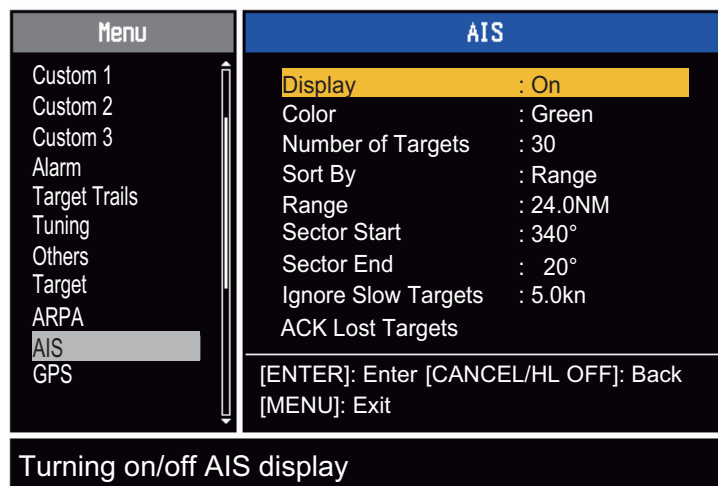 Menu
Custom 1
Custom 2
Custom 3
Alarm
Target Trails
Tuning
Others
Target
ARPA
AIS
GPS
AIS
Display : On
Color : Green
Number of Targets : 30
Sort By : Range
Range : 24.0NM
Sector Start : 340°
Sector End : 20°
Ignore Slow Targets : 5.0kn
ACK Lost Targets
[ENTER]: Enter [CANCEL/HL OFF]: Back
[MENU]: Exit
Turning on/off AIS display